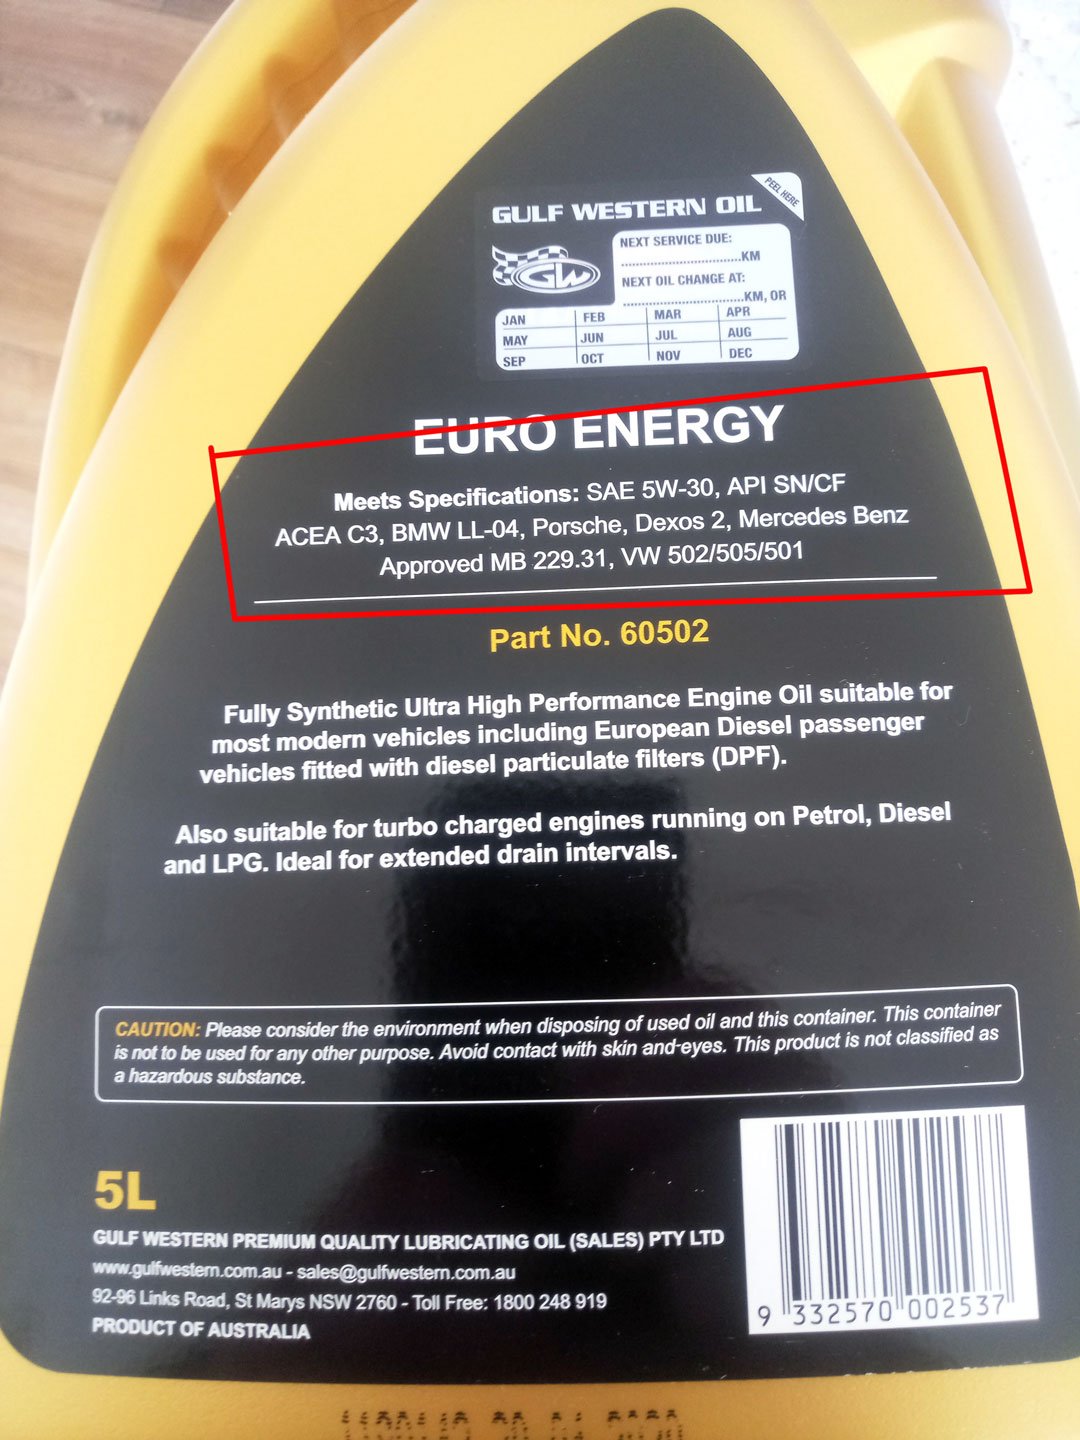 PEEL HERE
GULF WESTERN OIL
GW
NEXT SERVICE DUE:
..............................KM
NEXT OIL CHANGE AT:
..............................KM, OR
JAN FEB MAR APR
MAY JUN JUL AUG
SEP OCT NOV DEC
EURO ENERGY
Meets Specifications: SAE 5W-30, API SN/CF
ACEA C3, BMW LL-04, Porsche, Dexos 2, Mercedes Benz
Approved MB 229.31, VW 502/505/501
Part No. 60502
Fully Synthetic Ultra High Performance Engine Oil suitable for
most modern vehicles including European Diesel passenger
vehicles fitted with diesel particulate filters (DPF).
Also suitable for turbo charged engines running on Petrol, Diesel
and LPG. Ideal for extended drain intervals.
CAUTION: Please consider the environment when disposing of used oil and this container. This container
is not to be used for any other purpose. Avoid contact with skin and-eyes. This product is not classified as
a hazardous substance.
5L
GULF WESTERN PREMIUM QUALITY LUBRICATING OIL (SALES) PTY LTD
www.gulfwestern.com.au - sales@gulfwestern.com.au
92-96 Links Road, St Marys NSW 2760 - Toll Free: 1800 248 919
PRODUCT OF AUSTRALIA
9 332570 002537